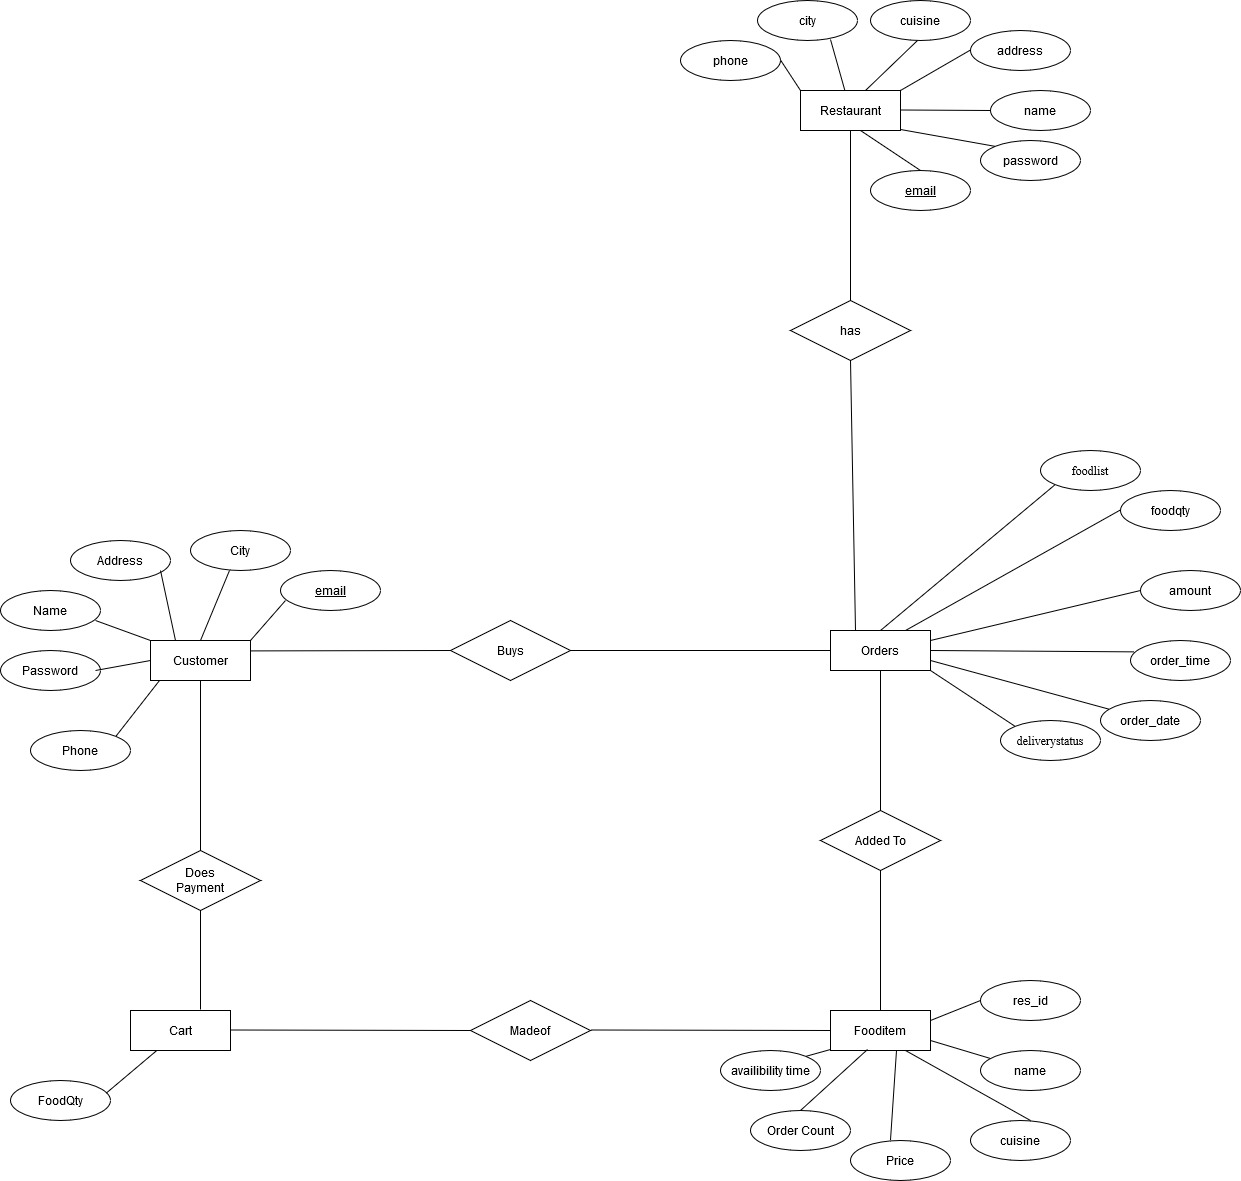 city
cuisine
phone
address
Restaurant
name
password
email
has
foodlist
foodqty
City
Address
email
amount
Name
Customer
Buys
Orders
order_time
Password
order_date
Phone
deliverystatus
Added To
Does
Payment
res_id
Cart
Madeof
Fooditem
availibility time
name
FoodQty
Order Count
cuisine
Price